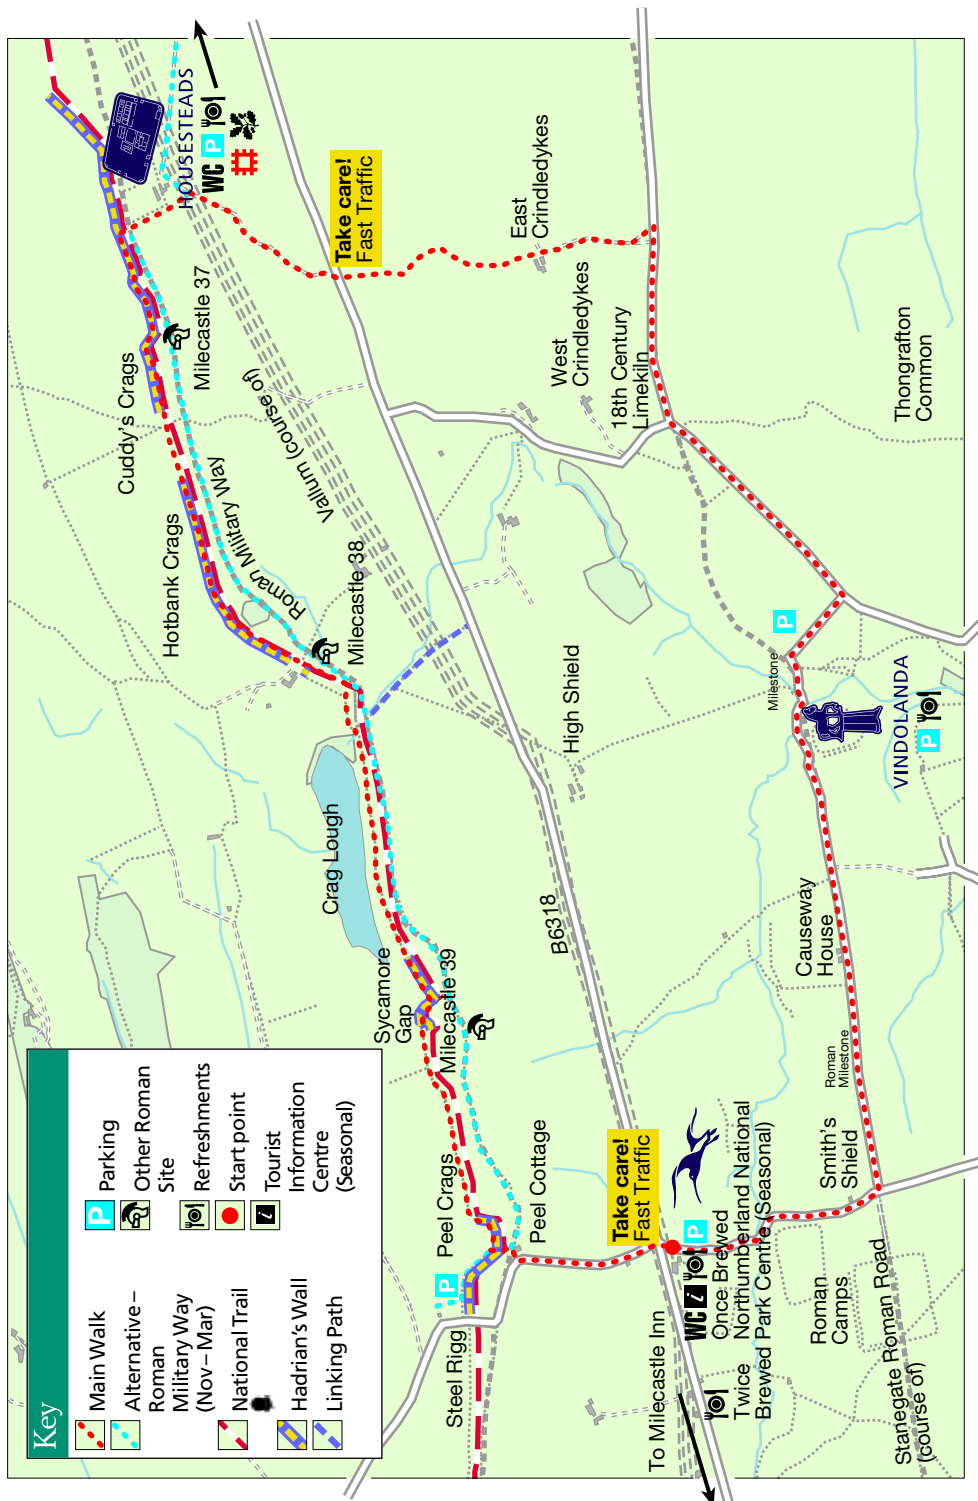 Key
Main Walk
Alternative –
Roman
Military Way
(Nov – Mar)
National Trail
Hadrian's Wall
Linking Path
P
Parking
Other Roman
Site
Refreshments
Start point
i
Tourist
Information
Centre
(Seasonal)
HOUSESTEADS
WC P
Cuddy's Crags
Milecastle 37
Hotbank Crags
Roman Military Way
Vallum (course of)
Milecastle 38
Take care!
Fast Traffic
East
Crindledykes
West
Crindledykes
18th Century
Limekiln
Thongrafton
Common
Crag Lough
Sycamore
Gap
Milecastle 39
High Shield
B6318
P
Milestone
VINDOLANDA
P
Causeway
House
Roman
Milestone
Smith's
Shield
Peel Crags
Peel Cottage
P
Steel Rigg
Take care!
Fast Traffic
To Milecastle Inn
WC i P
Once Brewed
Northumberland National
Park Centre (Seasonal)
Twice
Brewed
Roman
Camps
Stanegate Roman Road
(course of)